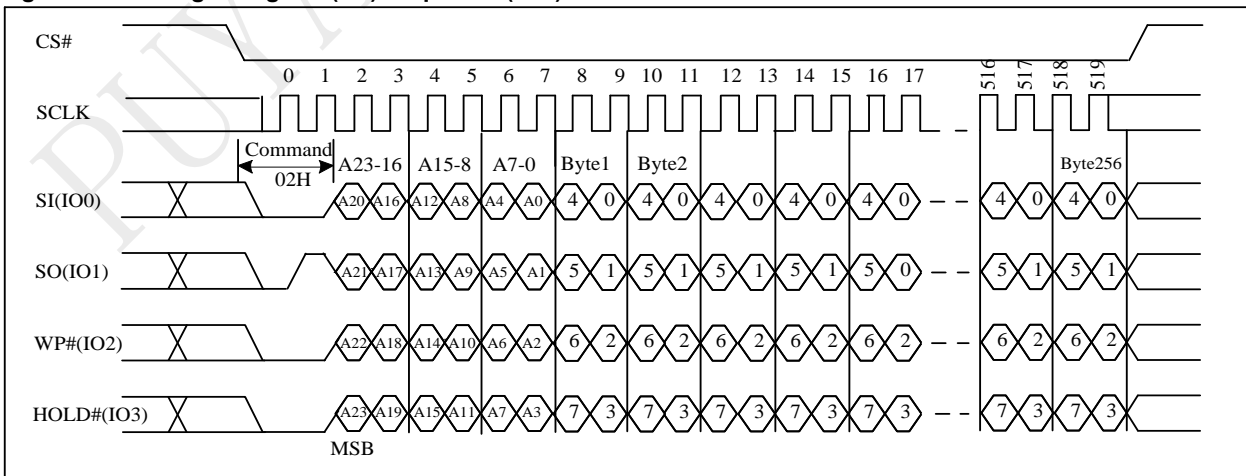 PUYA
CS#
0 1 2 3 4 5 6 7 8 9 10 11 12 13 14 15 16 17 516 517 518 519
SCLK
Command
02H
A23-16 A15-8 A7-0 Byte1 Byte2 Byte256
SI(IO0) A20 A16 A12 A8 A4 A0 4 0 4 0 4 0 4 0 4 0 4 0 4 0
SO(IO1) A21 A17 A13 A9 A5 A1 5 1 5 1 5 1 5 1 5 0 5 1 5 1
WP#(IO2) A22 A18 A14 A10 A6 A2 6 2 6 2 6 2 6 2 6 2 6 2 6 2
HOLD#(IO3) A23 A19 A15 A11 A7 A3 7 3 7 3 7 3 7 3 7 3 7 3 7 3
MSB